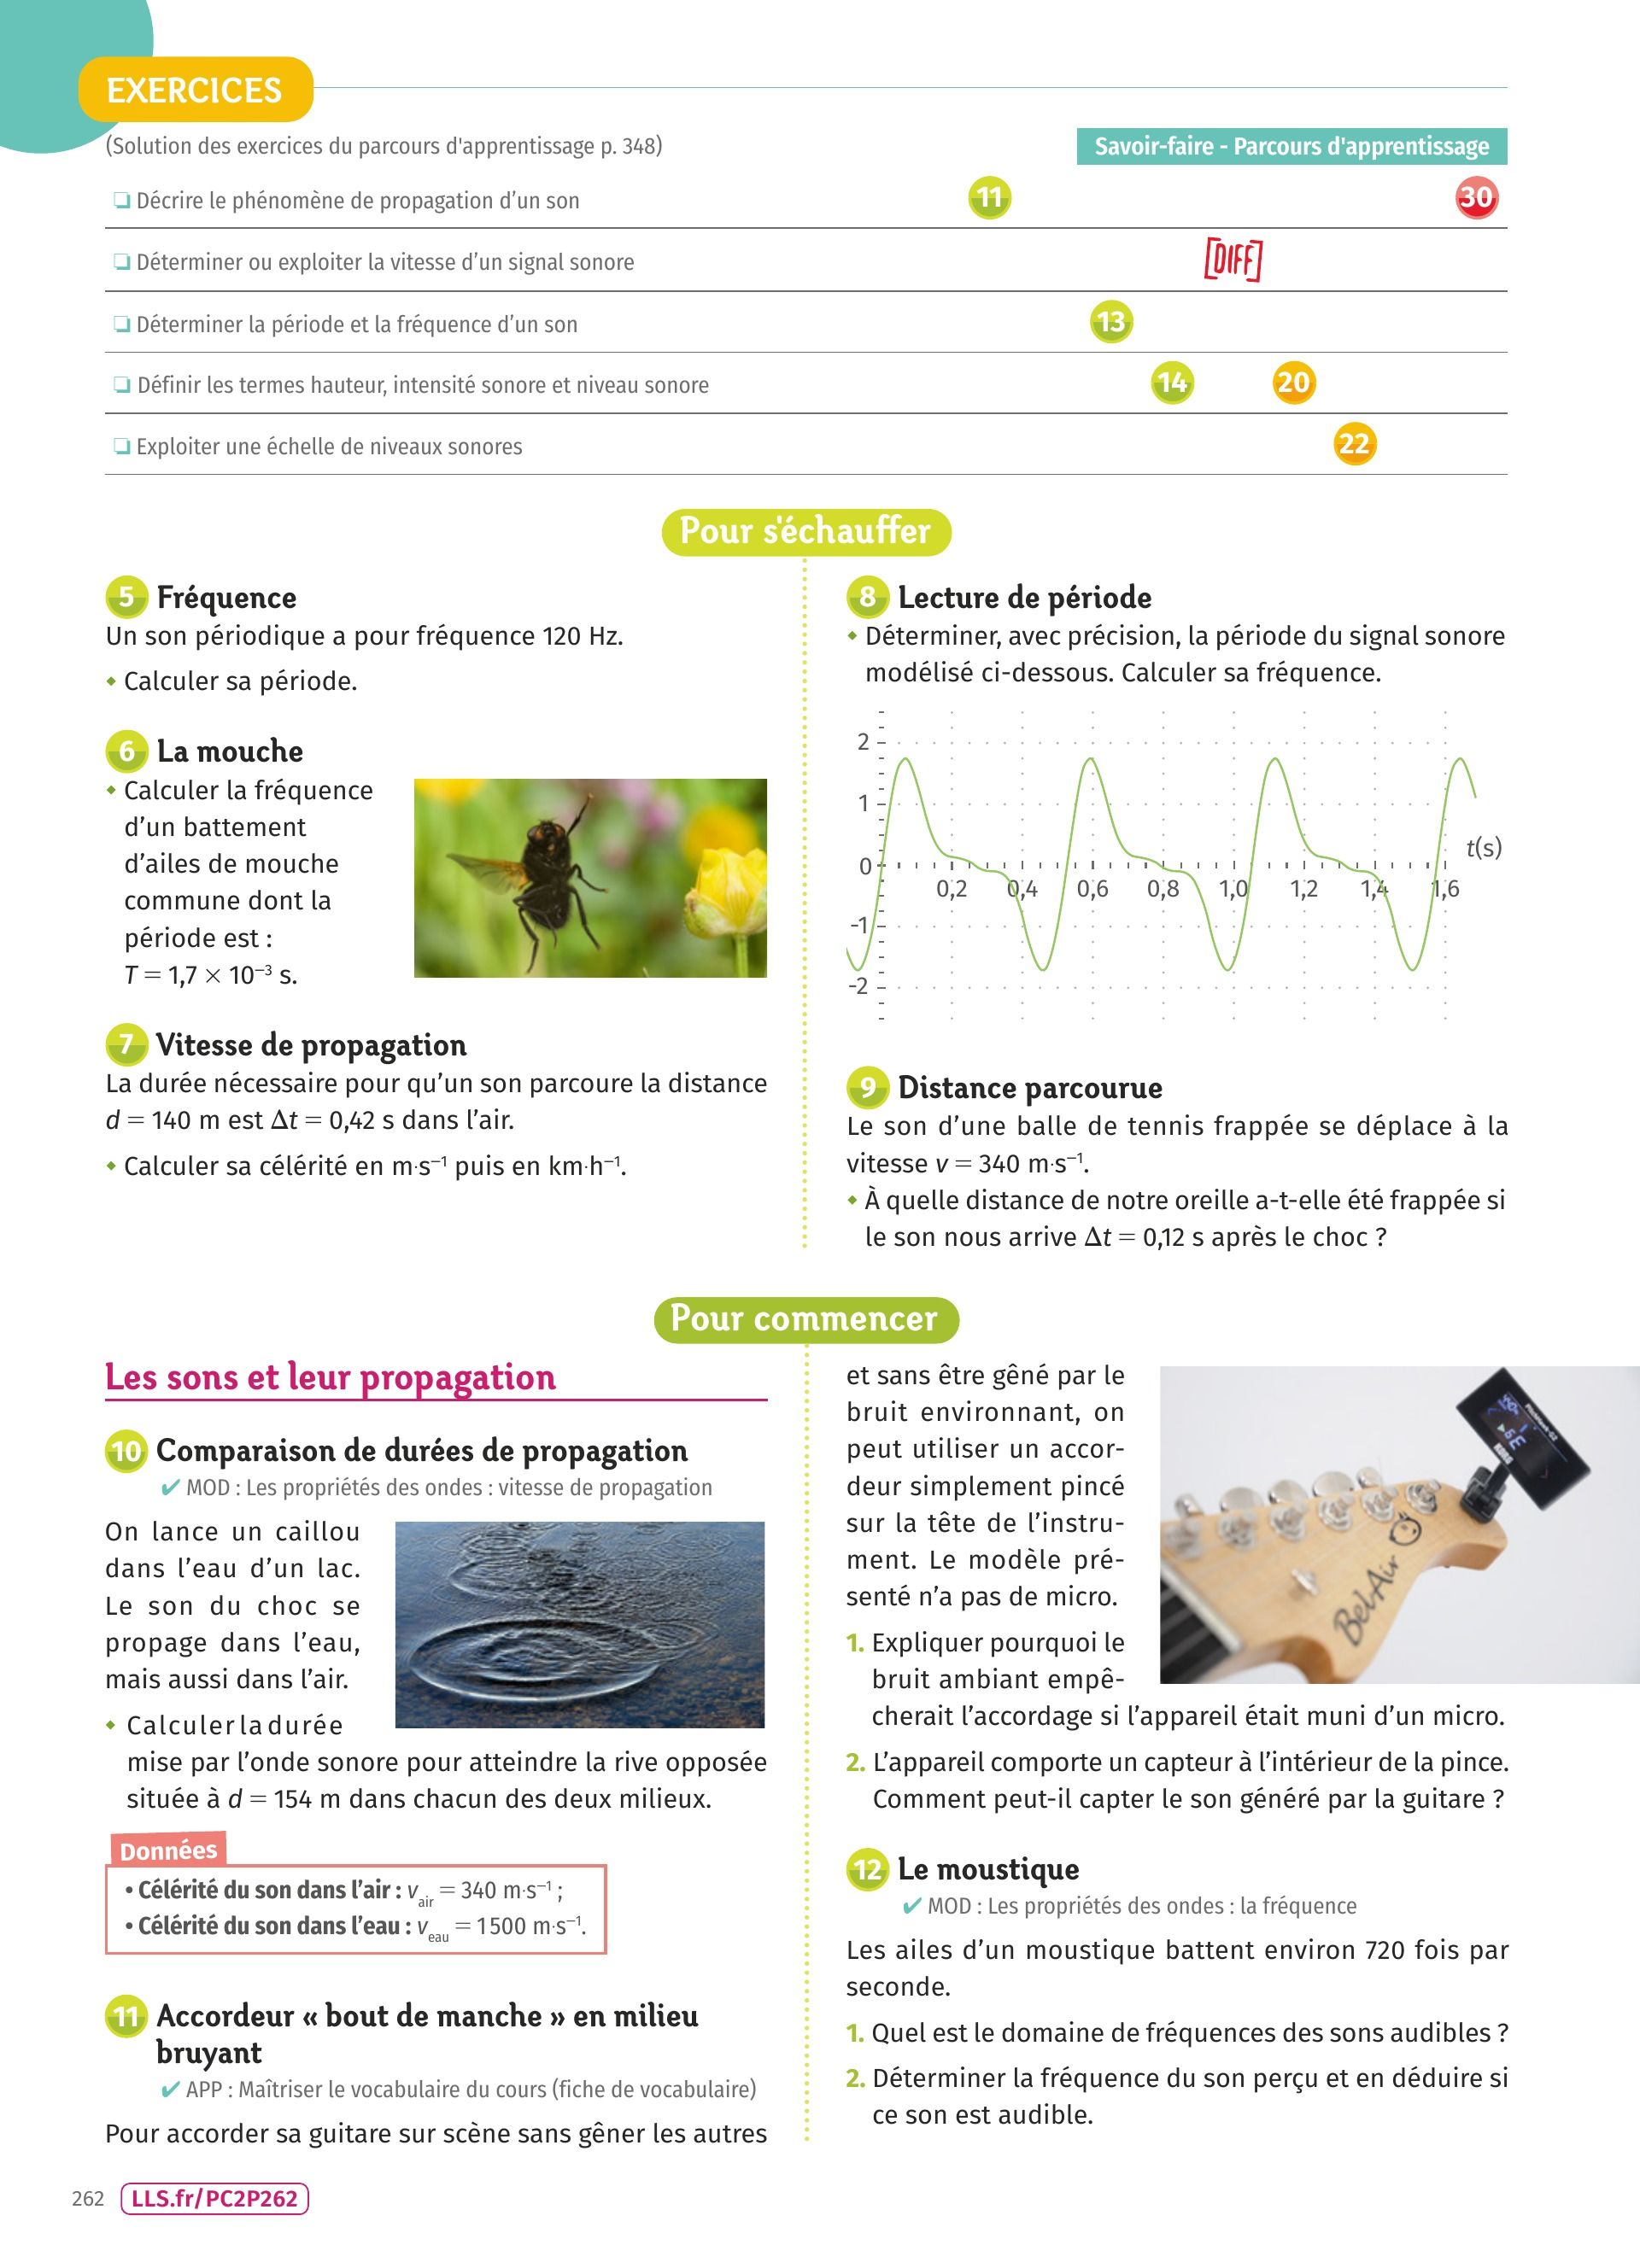 EXERCICES
(Solution des exercices du parcours d'apprentissage p. 348)
Savoir-faire - Parcours d'apprentissage
❏ Décrire le phénomène de propagation d’un son
11
30
❏ Déterminer ou exploiter la vitesse d’un signal sonore
[DIFF]
❏ Déterminer la période et la fréquence d’un son
13
❏ Définir les termes hauteur, intensité sonore et niveau sonore
14
20
❏ Exploiter une échelle de niveaux sonores
22
Pour s'échauffer
5 Fréquence
Un son périodique a pour fréquence 120 Hz.
◆ Calculer sa période.
6 La mouche
◆ Calculer la fréquence
d’un battement
d’ailes de mouche
commune dont la
période est :
T = 1,7 × 10⁻³ s.
7 Vitesse de propagation
La durée nécessaire pour qu’un son parcoure la distance
d = 140 m est Δt = 0,42 s dans l’air.
◆ Calculer sa célérité en m·s⁻¹ puis en km·h⁻¹.
8 Lecture de période
◆ Déterminer, avec précision, la période du signal sonore
modélisé ci-dessous. Calculer sa fréquence.
2
1
0
-1
-2
0,2 0,4 0,6 0,8 1,0 1,2 1,4 1,6
t(s)
9 Distance parcourue
Le son d’une balle de tennis frappée se déplace à la
vitesse v = 340 m·s⁻¹.
◆ À quelle distance de notre oreille a-t-elle été frappée si
le son nous arrive Δt = 0,12 s après le choc ?
Pour commencer
Les sons et leur propagation
10 Comparaison de durées de propagation
✔ MOD : Les propriétés des ondes : vitesse de propagation
On lance un caillou
dans l’eau d’un lac.
Le son du choc se
propage dans l’eau,
mais aussi dans l’air.
◆ Calculer la durée
mise par l’onde sonore pour atteindre la rive opposée
située à d = 154 m dans chacun des deux milieux.
Données
• Célérité du son dans l’air : v_air = 340 m·s⁻¹ ;
• Célérité du son dans l’eau : v_eau = 1 500 m·s⁻¹.
11 Accordeur « bout de manche » en milieu
bruyant
✔ APP : Maîtriser le vocabulaire du cours (fiche de vocabulaire)
Pour accorder sa guitare sur scène sans gêner les autres
et sans être gêné par le
bruit environnant, on
peut utiliser un accor-
deur simplement pincé
sur la tête de l’instru-
ment. Le modèle pré-
senté n’a pas de micro.
BelAir
KORG
6E
1. Expliquer pourquoi le
bruit ambiant empê-
cherait l’accordage si l’appareil était muni d’un micro.
2. L’appareil comporte un capteur à l’intérieur de la pince.
Comment peut-il capter le son généré par la guitare ?
12 Le moustique
✔ MOD : Les propriétés des ondes : la fréquence
Les ailes d’un moustique battent environ 720 fois par
seconde.
1. Quel est le domaine de fréquences des sons audibles ?
2. Déterminer la fréquence du son perçu et en déduire si
ce son est audible.
262
LLS.fr/PC2P262